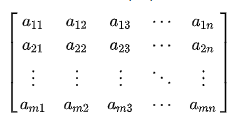 a₁₁ a₁₂ a₁₃ ⋯ a₁ₙ
a₂₁ a₂₂ a₂₃ ⋯ a₂ₙ
⋮ ⋮ ⋮ ⋱ ⋮
aₘ₁ aₘ₂ aₘ₃ ⋯ aₘₙ